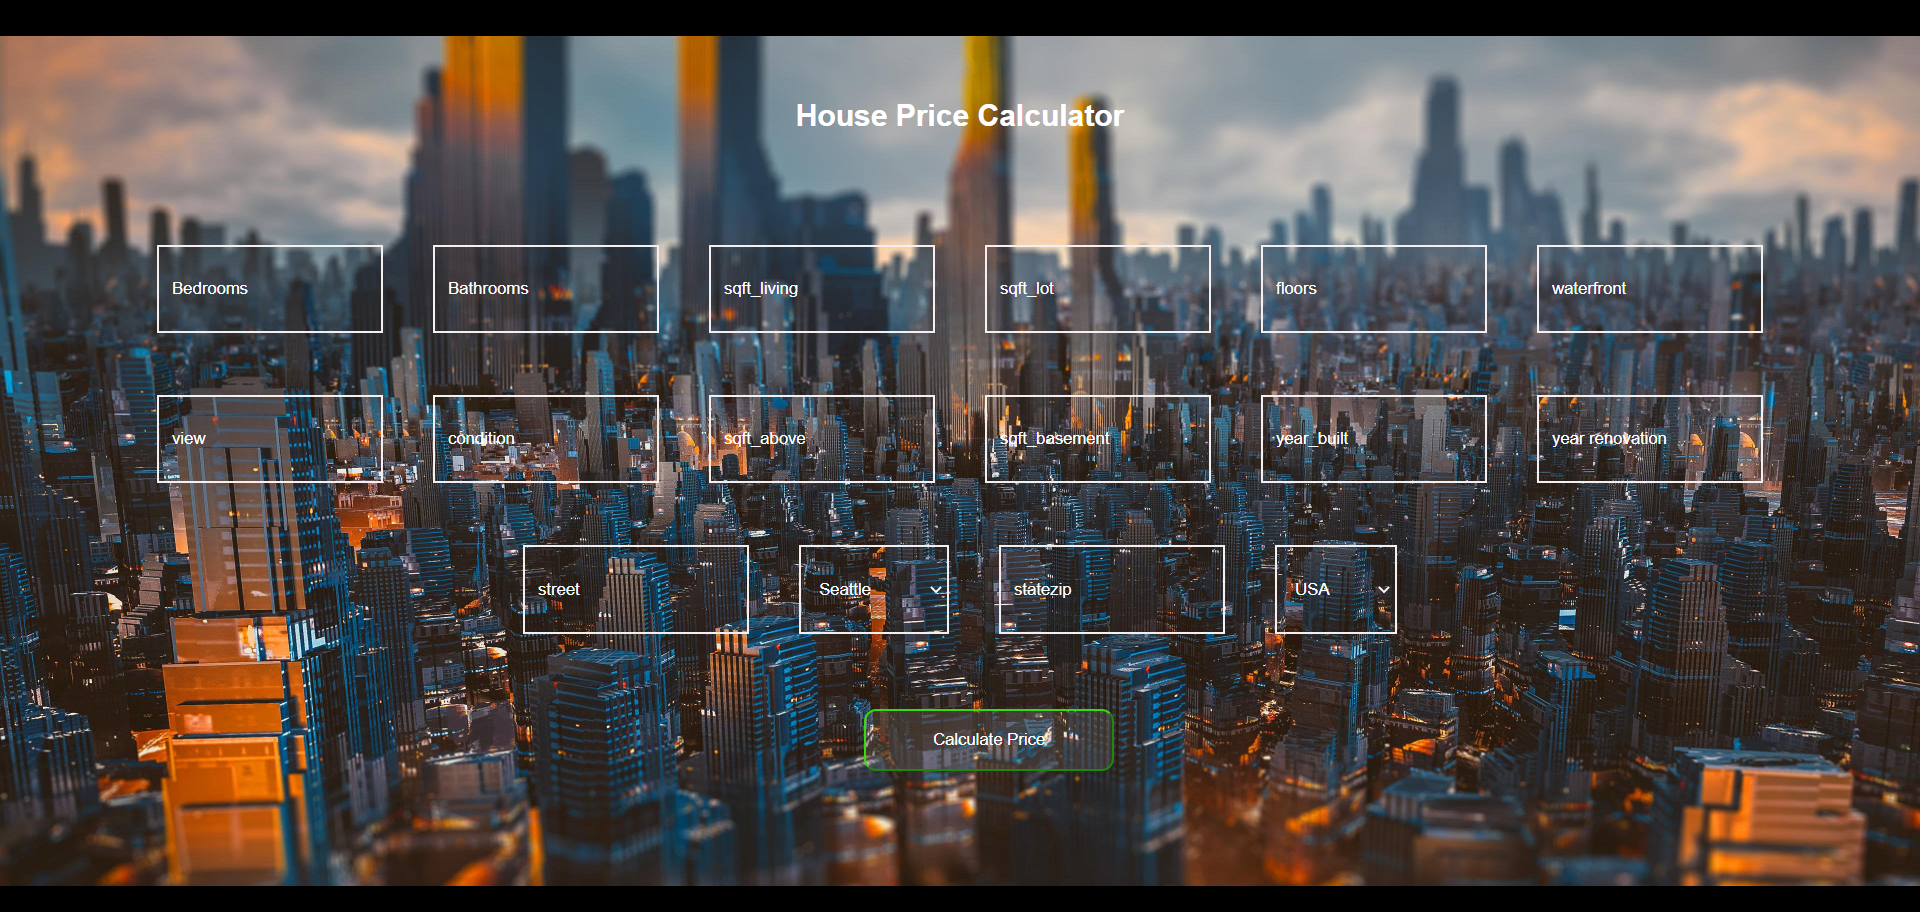 House Price Calculator
Bedrooms Bathrooms sqft_living sqft_lot floors waterfront
view condition sqft_above sqft_basement year_built year renovation
street Seattle statezip USA
Calculate Price